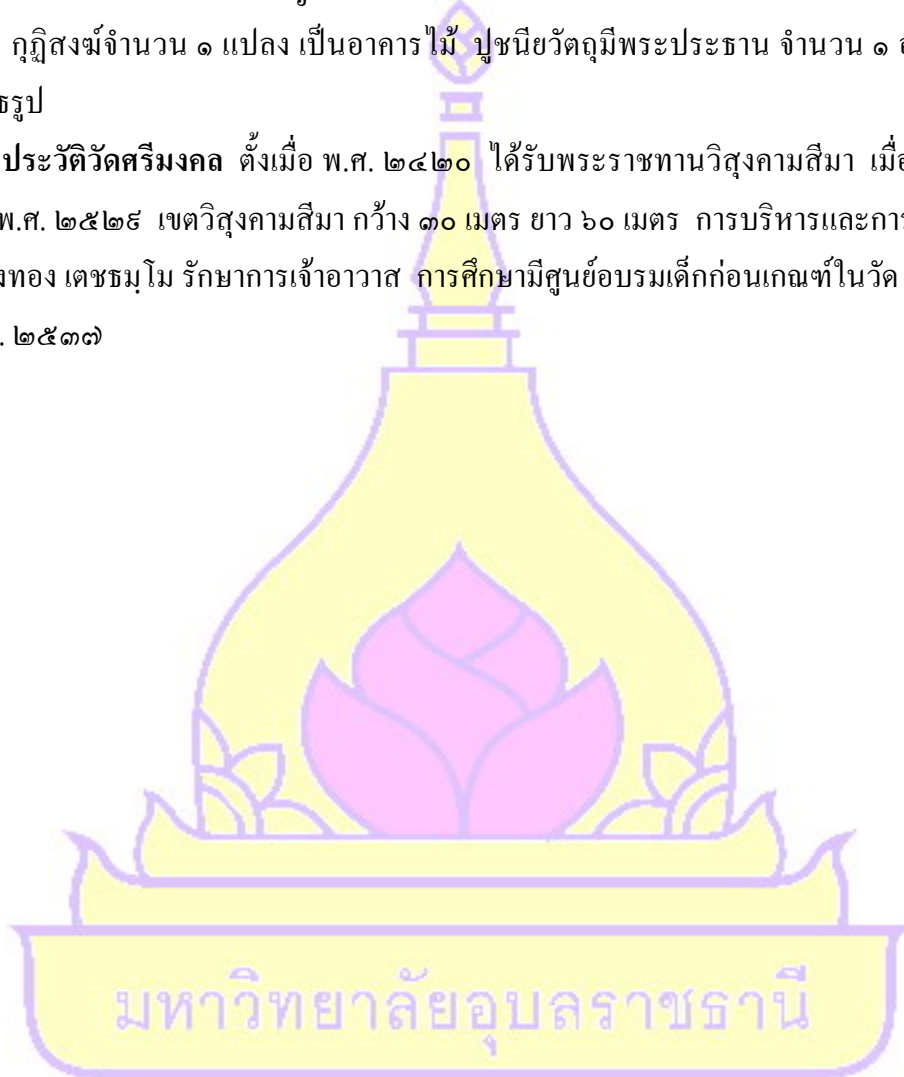 กุฏิสงฆ์จำนวน ๑ แปลง เป็นอาคารไม้ ปูชนียวัตถุมีพระประธาน จำนวน ๑
ธรูป
ประวัติวัดศรีมงคล ตั้งเมื่อ พ.ศ. ๒๔๒๐ ได้รับพระราชทานวิสุงคามสีมา เมื่อ
พ.ศ. ๒๕๒๙ เขตวิสุงคามสีมา กว้าง ๓๐ เมตร ยาว ๖๐ เมตร การบริหารและการ
งทอง เตชธมฺโม รักษาการเจ้าอาวาส การศึกษามีศูนย์อบรมเด็กก่อนเกณฑ์ในวัด
. ๒๕๓๗
มหาวิทยาลัยอุบลราชธานี